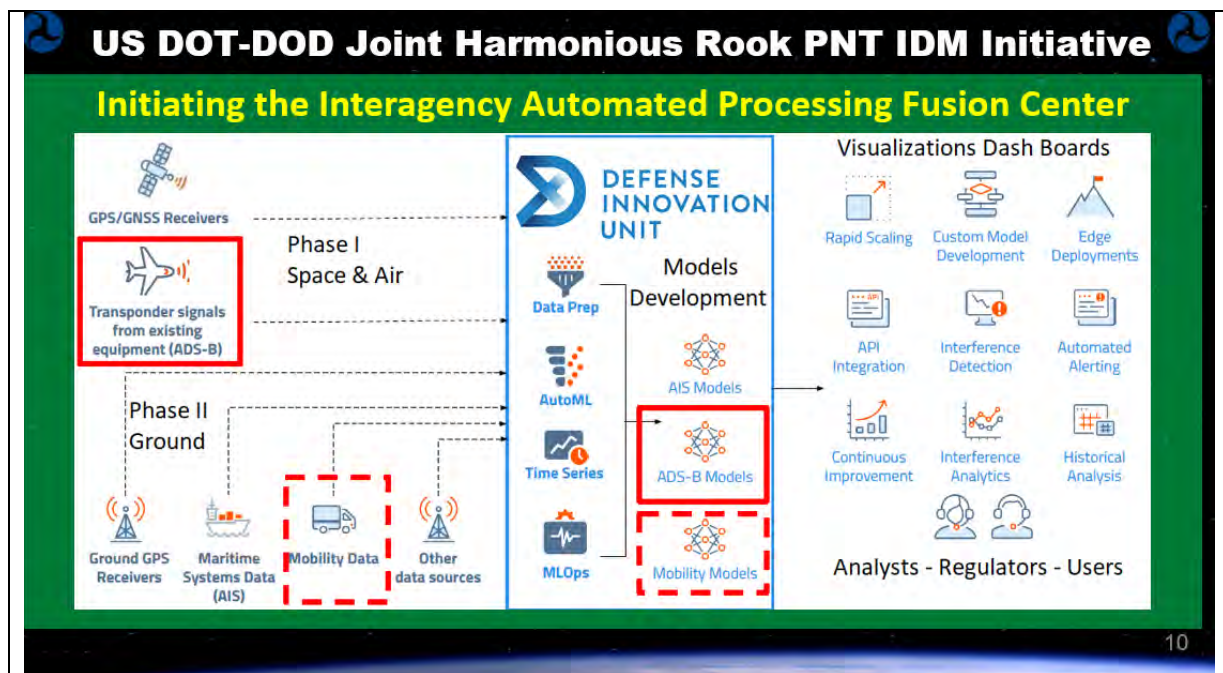 US DOT-DOD Joint Harmonious Rook PNT IDM Initiative
Initiating the Interagency Automated Processing Fusion Center
GPS/GNSS Receivers
Phase I
Space & Air
Transponder signals
from existing
equipment (ADS-B)
Phase II
Ground
Ground GPS
Receivers
Maritime
Systems Data
(AIS)
Mobility Data
Other
data sources
DEFENSE
INNOVATION
UNIT
Data Prep
AutoML
Time Series
MLOps
Models
Development
AIS Models
ADS-B Models
Mobility Models
Visualizations Dash Boards
Rapid Scaling
Custom Model
Development
Edge
Deployments
API
API
Integration
Interference
Detection
Automated
Alerting
Continuous
Improvement
Interference
Analytics
Historical
Analysis
Analysts - Regulators - Users
10